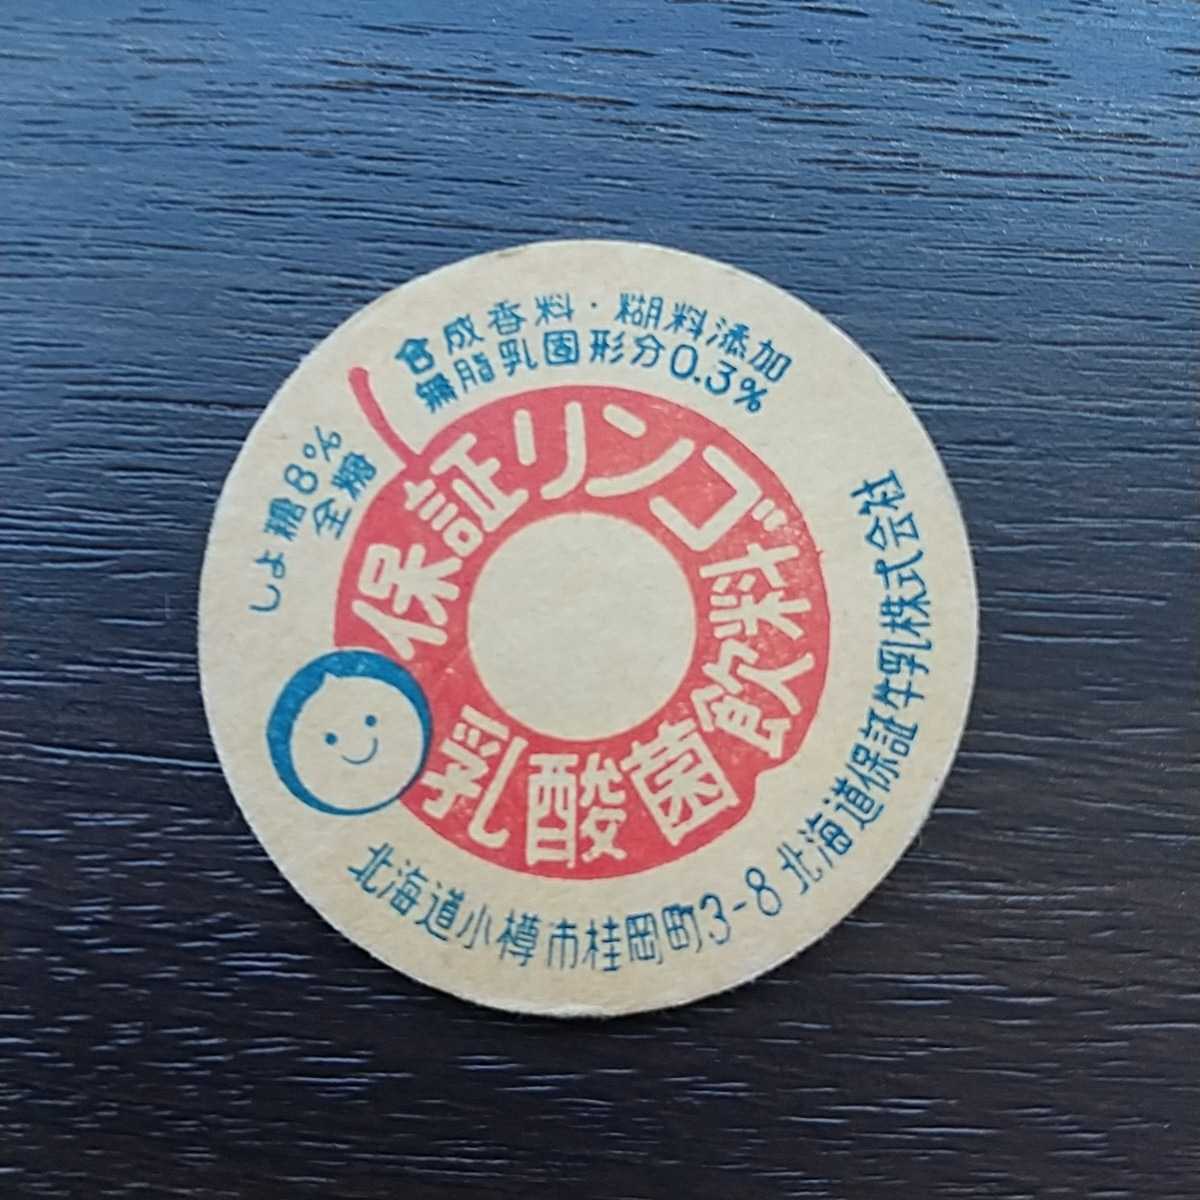 合成香料・糊料添加
無脂乳固形分0.3%
しょ糖8%
全糖
保証リンゴ
乳酸菌飲料
北海道小樽市桂岡町3-8 北海道保証牛乳株式会社